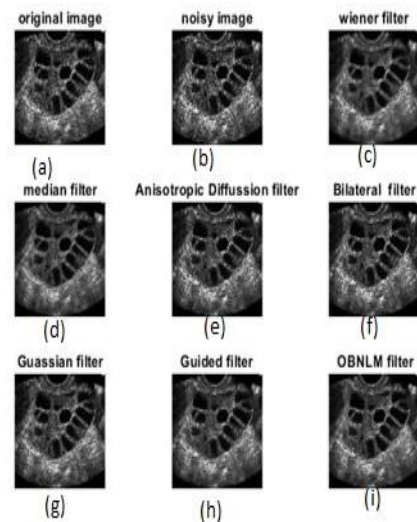 original image noisy image wiener filter
(a) (b) (c)
median filter Anisotropic Diffussion filter Bilateral filter
(d) (e) (f)
Guassian filter Guided filter OBNLM filter
(g) (h) (i)